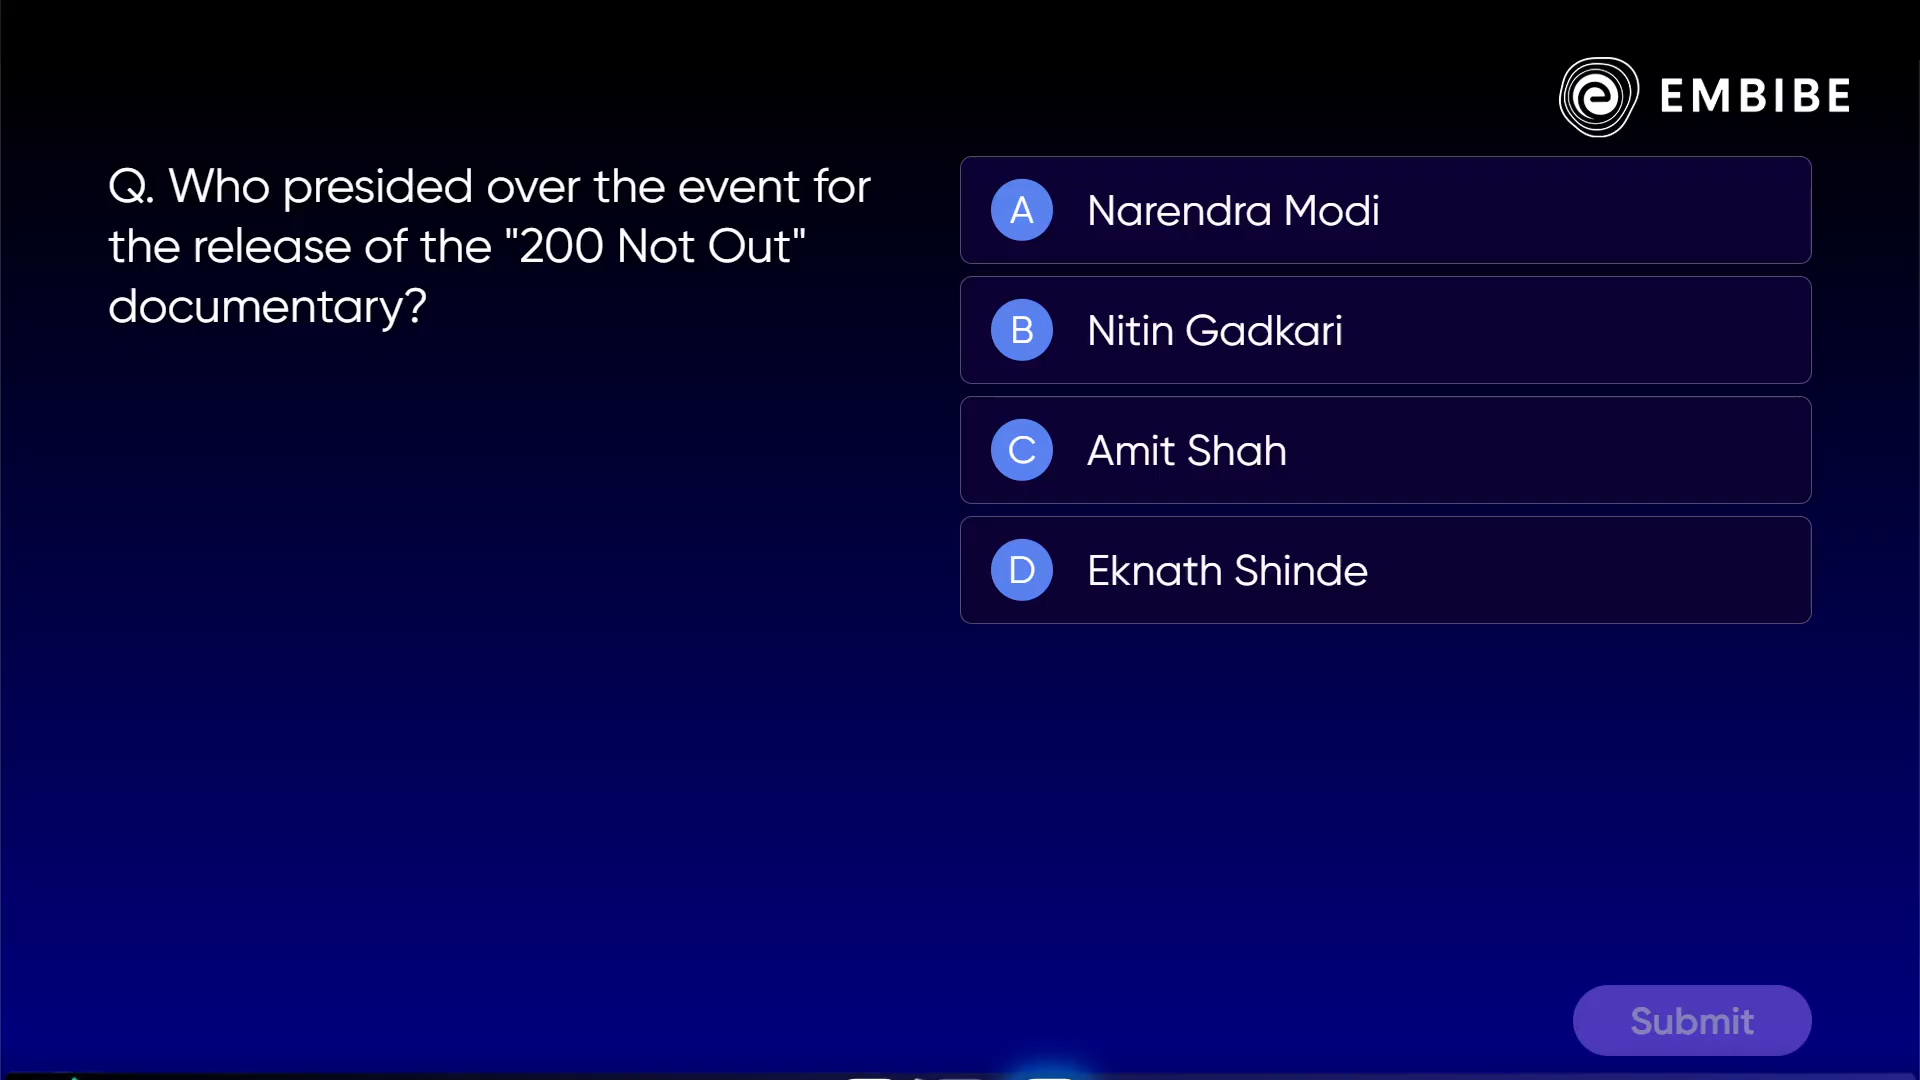 EMBIBE
Q. Who presided over the event for
the release of the "200 Not Out"
documentary?
A Narendra Modi
B Nitin Gadkari
C Amit Shah
D Eknath Shinde
Submit